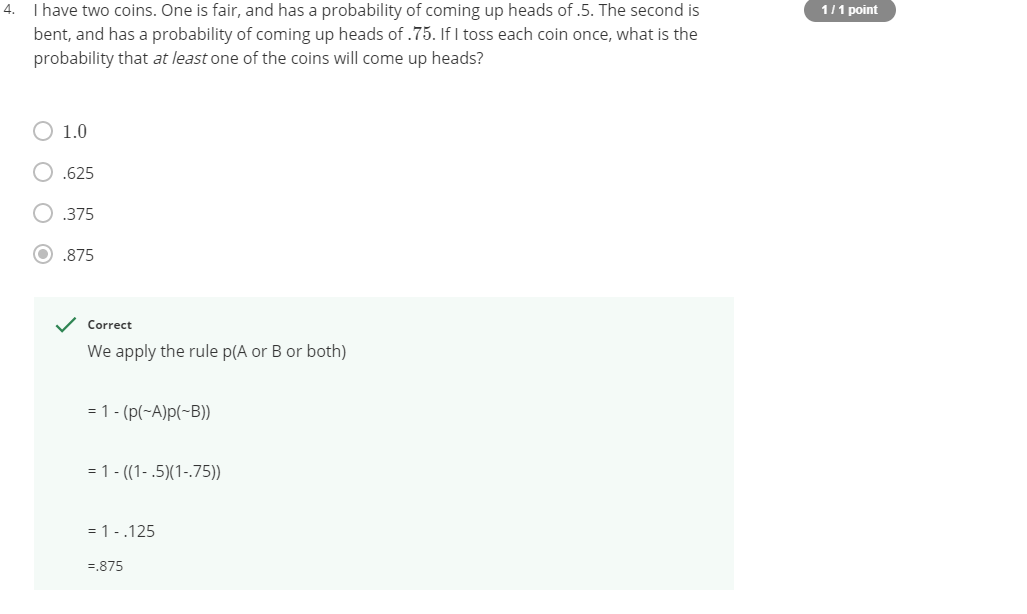 4. I have two coins. One is fair, and has a probability of coming up heads of .5. The second is
1 / 1 point
bent, and has a probability of coming up heads of .75. If I toss each coin once, what is the
probability that at least one of the coins will come up heads?
1.0
.625
.375
.875
Correct
We apply the rule p(A or B or both)
= 1 - (p(~A)p(~B))
= 1 - ((1- .5)(1-.75))
= 1 - .125
=.875